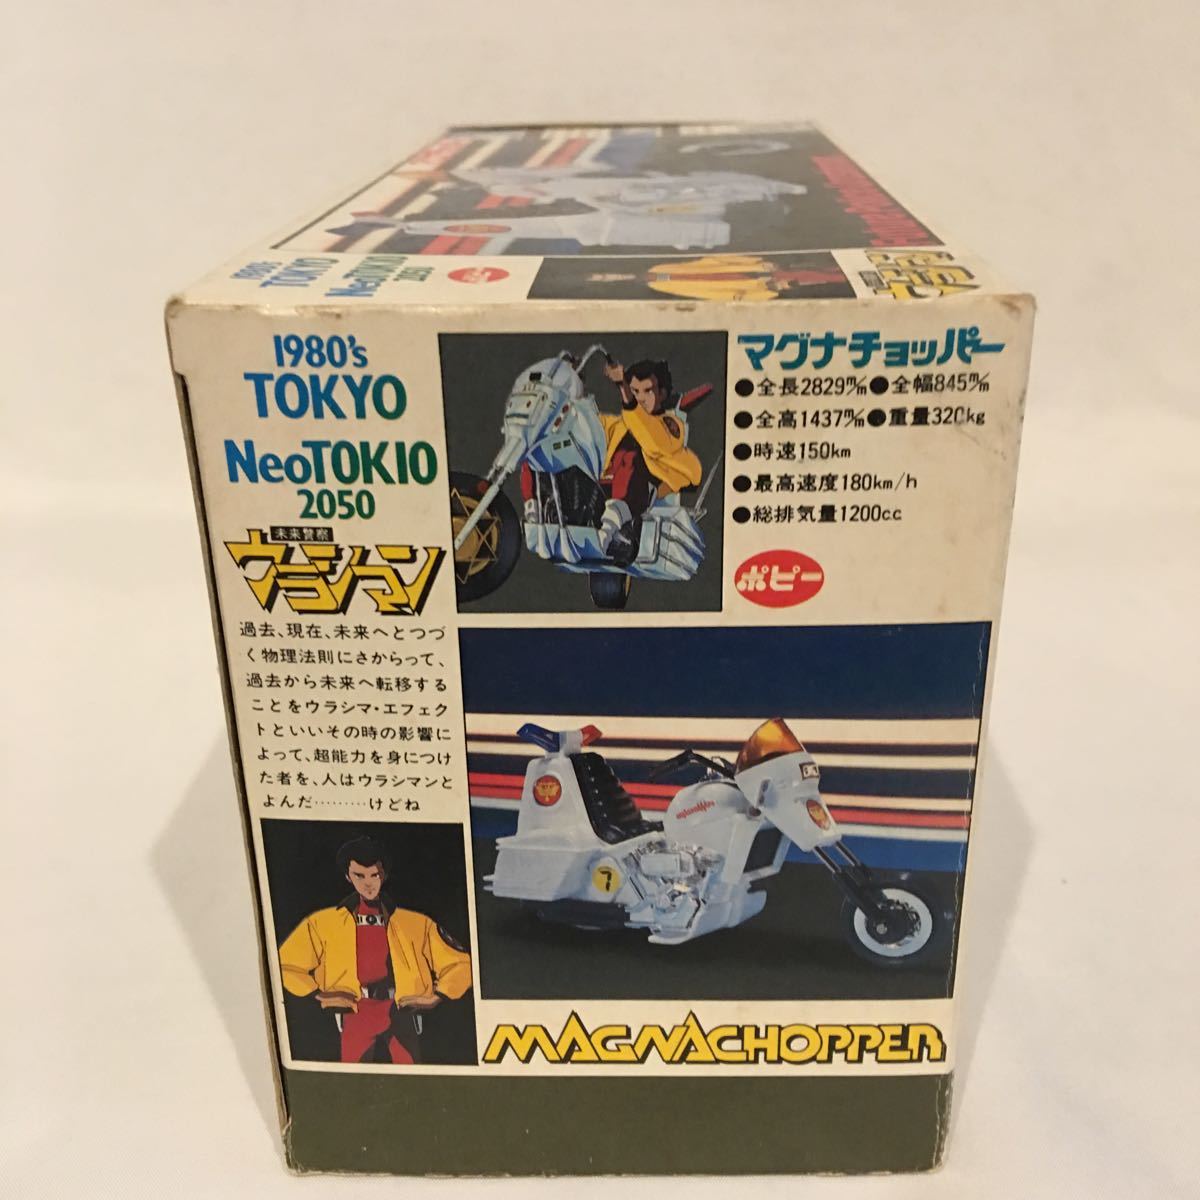 1980's
TOKYO
NeoTOKIO
2050
ポピー
1980's
TOKYO
NeoTOKIO
2050
未来警察
ウラシマン
過去、現在、未来へとつづ
く物理法則にさからって、
過去から未来へ転移する
ことをウラシマ・エフェク
トといいその時の影響に
よって、超能力を身につけ
た者を、人はウラシマンと
よんだ………けどね
マグナチョッパー
●全長2829m/m●全幅845m/m
●全高1437m/m●重量320kg
●時速150km
●最高速度180km/h
●総排気量1200cc
ポピー
7
MAGNACHOPPER